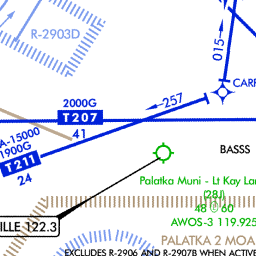 R-2903D
015
CARR
257
2000G
T207
41
A-15000
1900G
T211
24
BASSS
Palatka Muni - Lt Kay Lar
(28J)
48 60
AWOS-3 119.925
ILLE 122.3
PALATKA 2 MOA
EXCLUDES R-2906 AND R-2907B WHEN ACTIVE